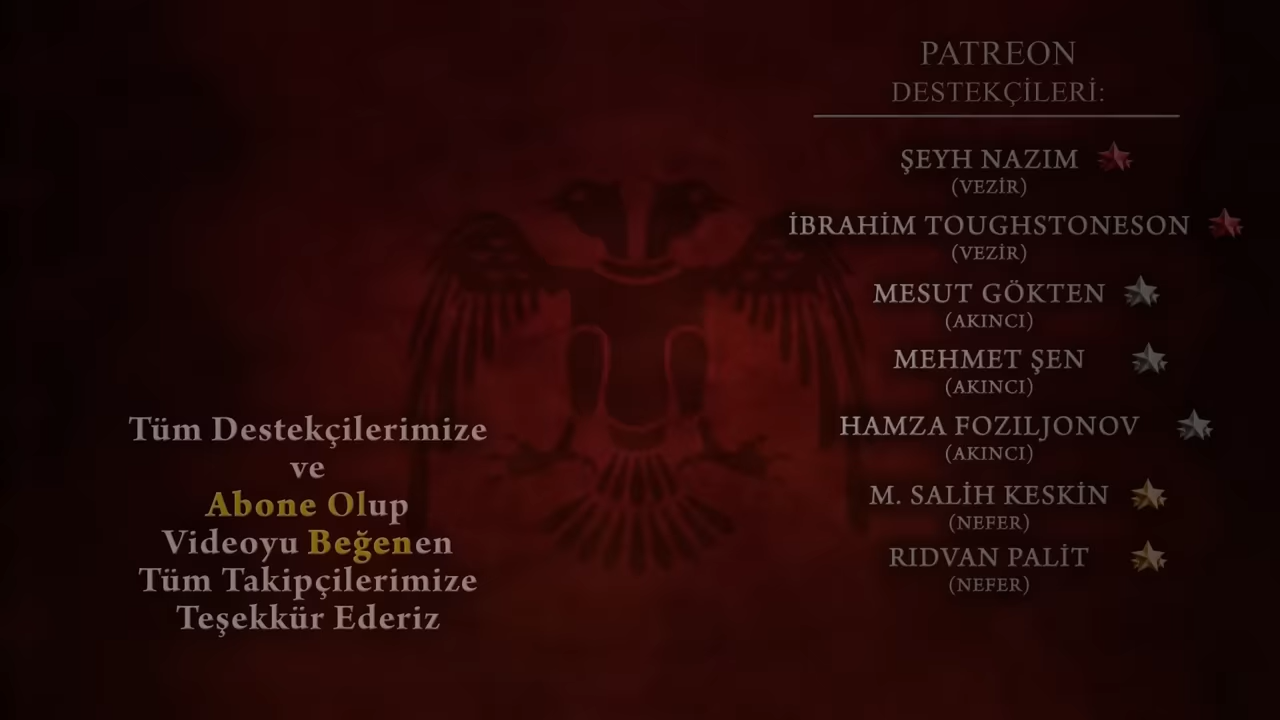 PATREON
DESTEKÇİLERİ:
ŞEYH NAZIM
(VEZİR)
İBRAHİM TOUGHSTONESON
(VEZİR)
MESUT GÖKTEN
(AKINCI)
MEHMET ŞEN
(AKINCI)
HAMZA FOZILJONOV
(AKINCI)
M. SALİH KESKİN
(NEFER)
RIDVAN PALİT
(NEFER)
Tüm Destekçilerimize
ve
Abone Olup
Videoyu Beğenen
Tüm Takipçilerimize
Teşekkür Ederiz